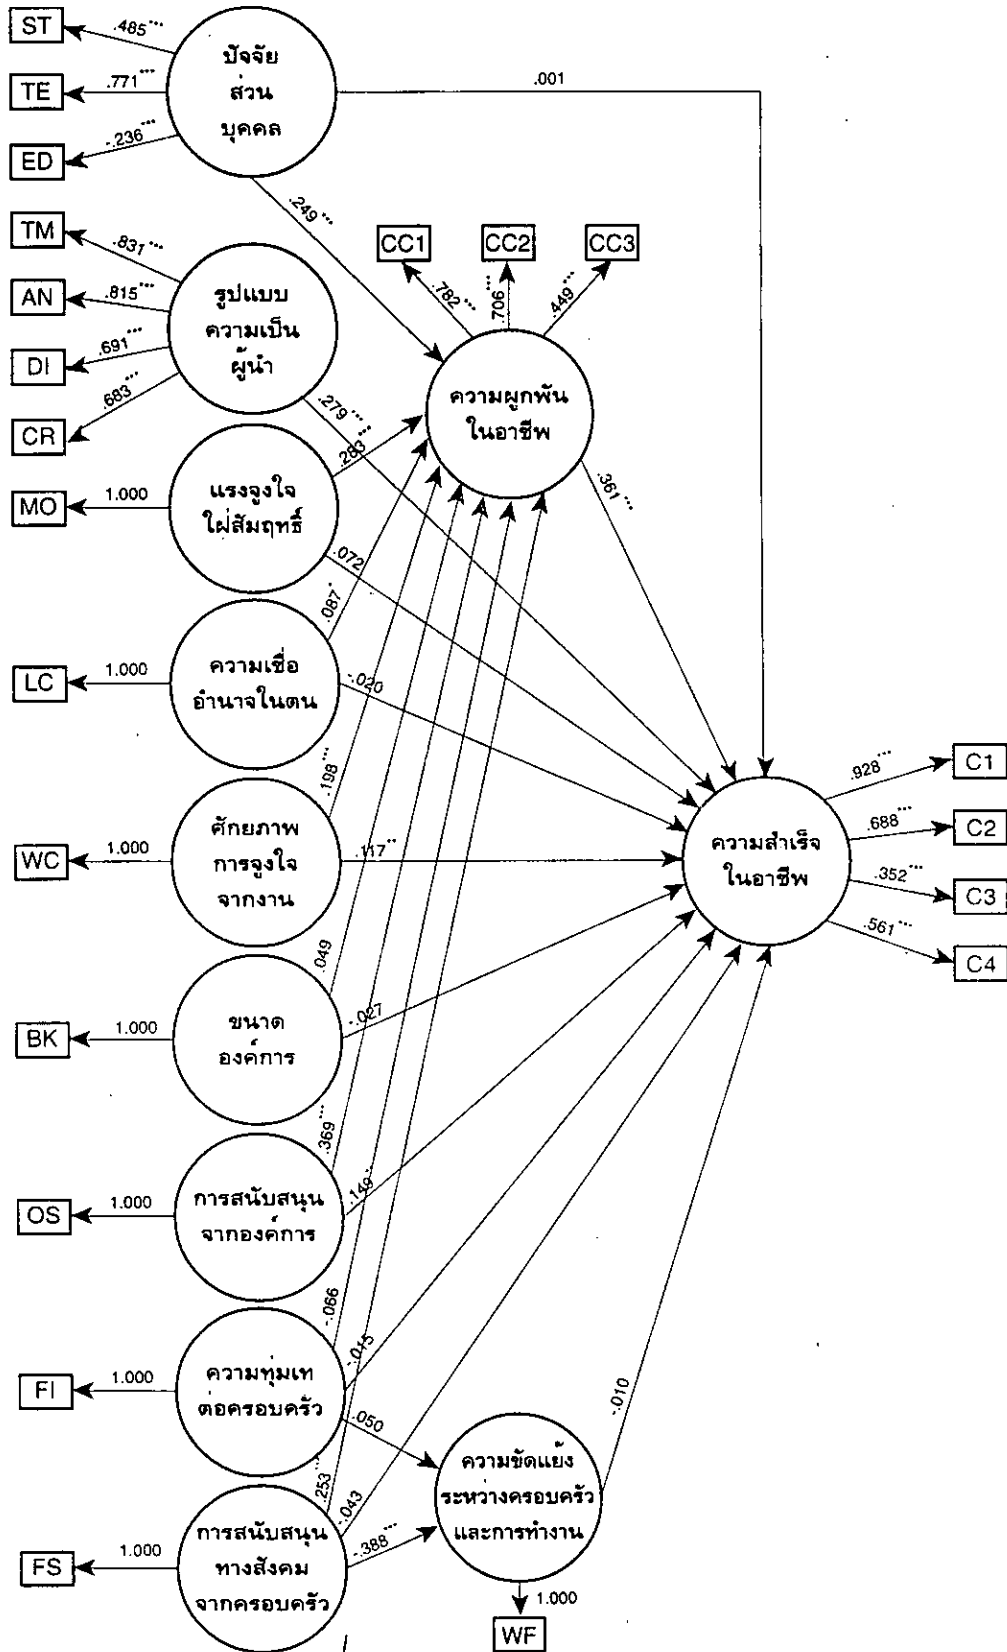 ST
.485***
TE
.771***
ED
-.236***
ปัจจัย
ส่วน
บุคคล
.001
.249***
TM
.831***
AN
.815***
DI
.691***
CR
.683***
รูปแบบ
ความเป็น
ผู้นำ
.279***
CC1
CC2
CC3
.782***
.706***
.449***
ความผูกพัน
ในอาชีพ
.361***
MO
1.000
แรงจูงใจ
ใฝ่สัมฤทธิ์
.283***
.072
LC
1.000
ความเชื่อ
อำนาจในตน
.087*
-.020
WC
1.000
ศักยภาพ
การจูงใจ
จากงาน
.198***
.117**
ความสำเร็จ
ในอาชีพ
.928***
C1
.688***
C2
.352***
C3
.561***
C4
BK
1.000
ขนาด
องค์การ
.049
-.027
OS
1.000
การสนับสนุน
จากองค์การ
.369***
.149*
FI
1.000
ความทุ่มเท
ต่อครอบครัว
-.066
-.015
.050
FS
1.000
การสนับสนุน
ทางสังคม
จากครอบครัว
.253***
-.043
-.388***
ความขัดแย้ง
ระหว่างครอบครัว
และการทำงาน
-.010
1.000
WF